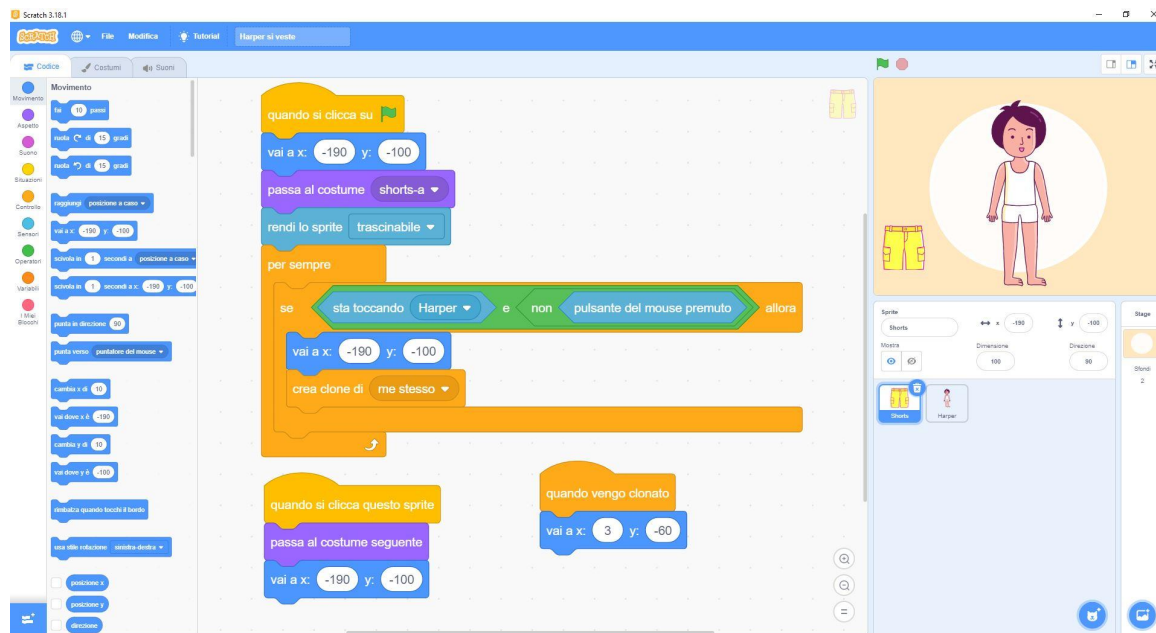 Scratch 3.18.1
SCRATCH File Modifica Tutorial Harper si veste
Codice Costumi Suoni
Movimento
Aspetto
Suono
Situazioni
Controllo
Sensori
Operatori
Variabili
I Miei Blocchi
Movimento
fai 10 passi
ruota di 15 gradi
ruota di 15 gradi
raggiungi posizione a caso
vai a x: -190 y: -100
scivola in 1 secondi a posizione a caso
scivola in 1 secondi a x: -190 y: -100
punta in direzione 90
punta verso puntatore del mouse
cambia x di 10
vai dove x è -190
cambia y di 10
vai dove y è -100
rimbalza quando tocchi il bordo
usa stile rotazione sinistra-destra
posizione x
posizione y
direzione
quando si clicca su
vai a x: -190 y: -100
passa al costume shorts-a
rendi lo sprite trascinabile
per sempre
se sta toccando Harper e non pulsante del mouse premuto allora
vai a x: -190 y: -100
crea clone di me stesso
quando si clicca questo sprite
passa al costume seguente
vai a x: -190 y: -100
quando vengo clonato
vai a x: 3 y: -60
Sprite
Shorts x -190 y -100
Mostra Dimensione Direzione
100 90
Shorts Harper
Stage
Sfondi
2